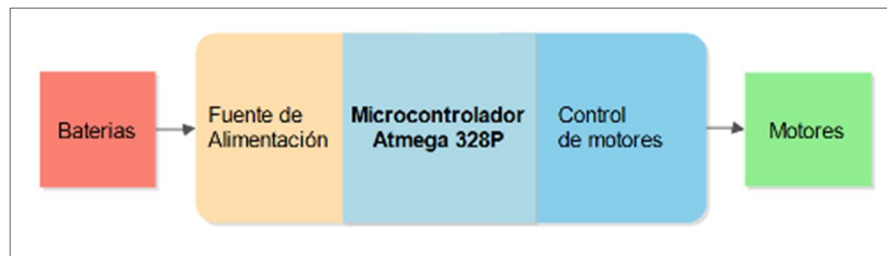 Baterias
Fuente de
Alimentación
Microcontrolador
Atmega 328P
Control
de motores
Motores